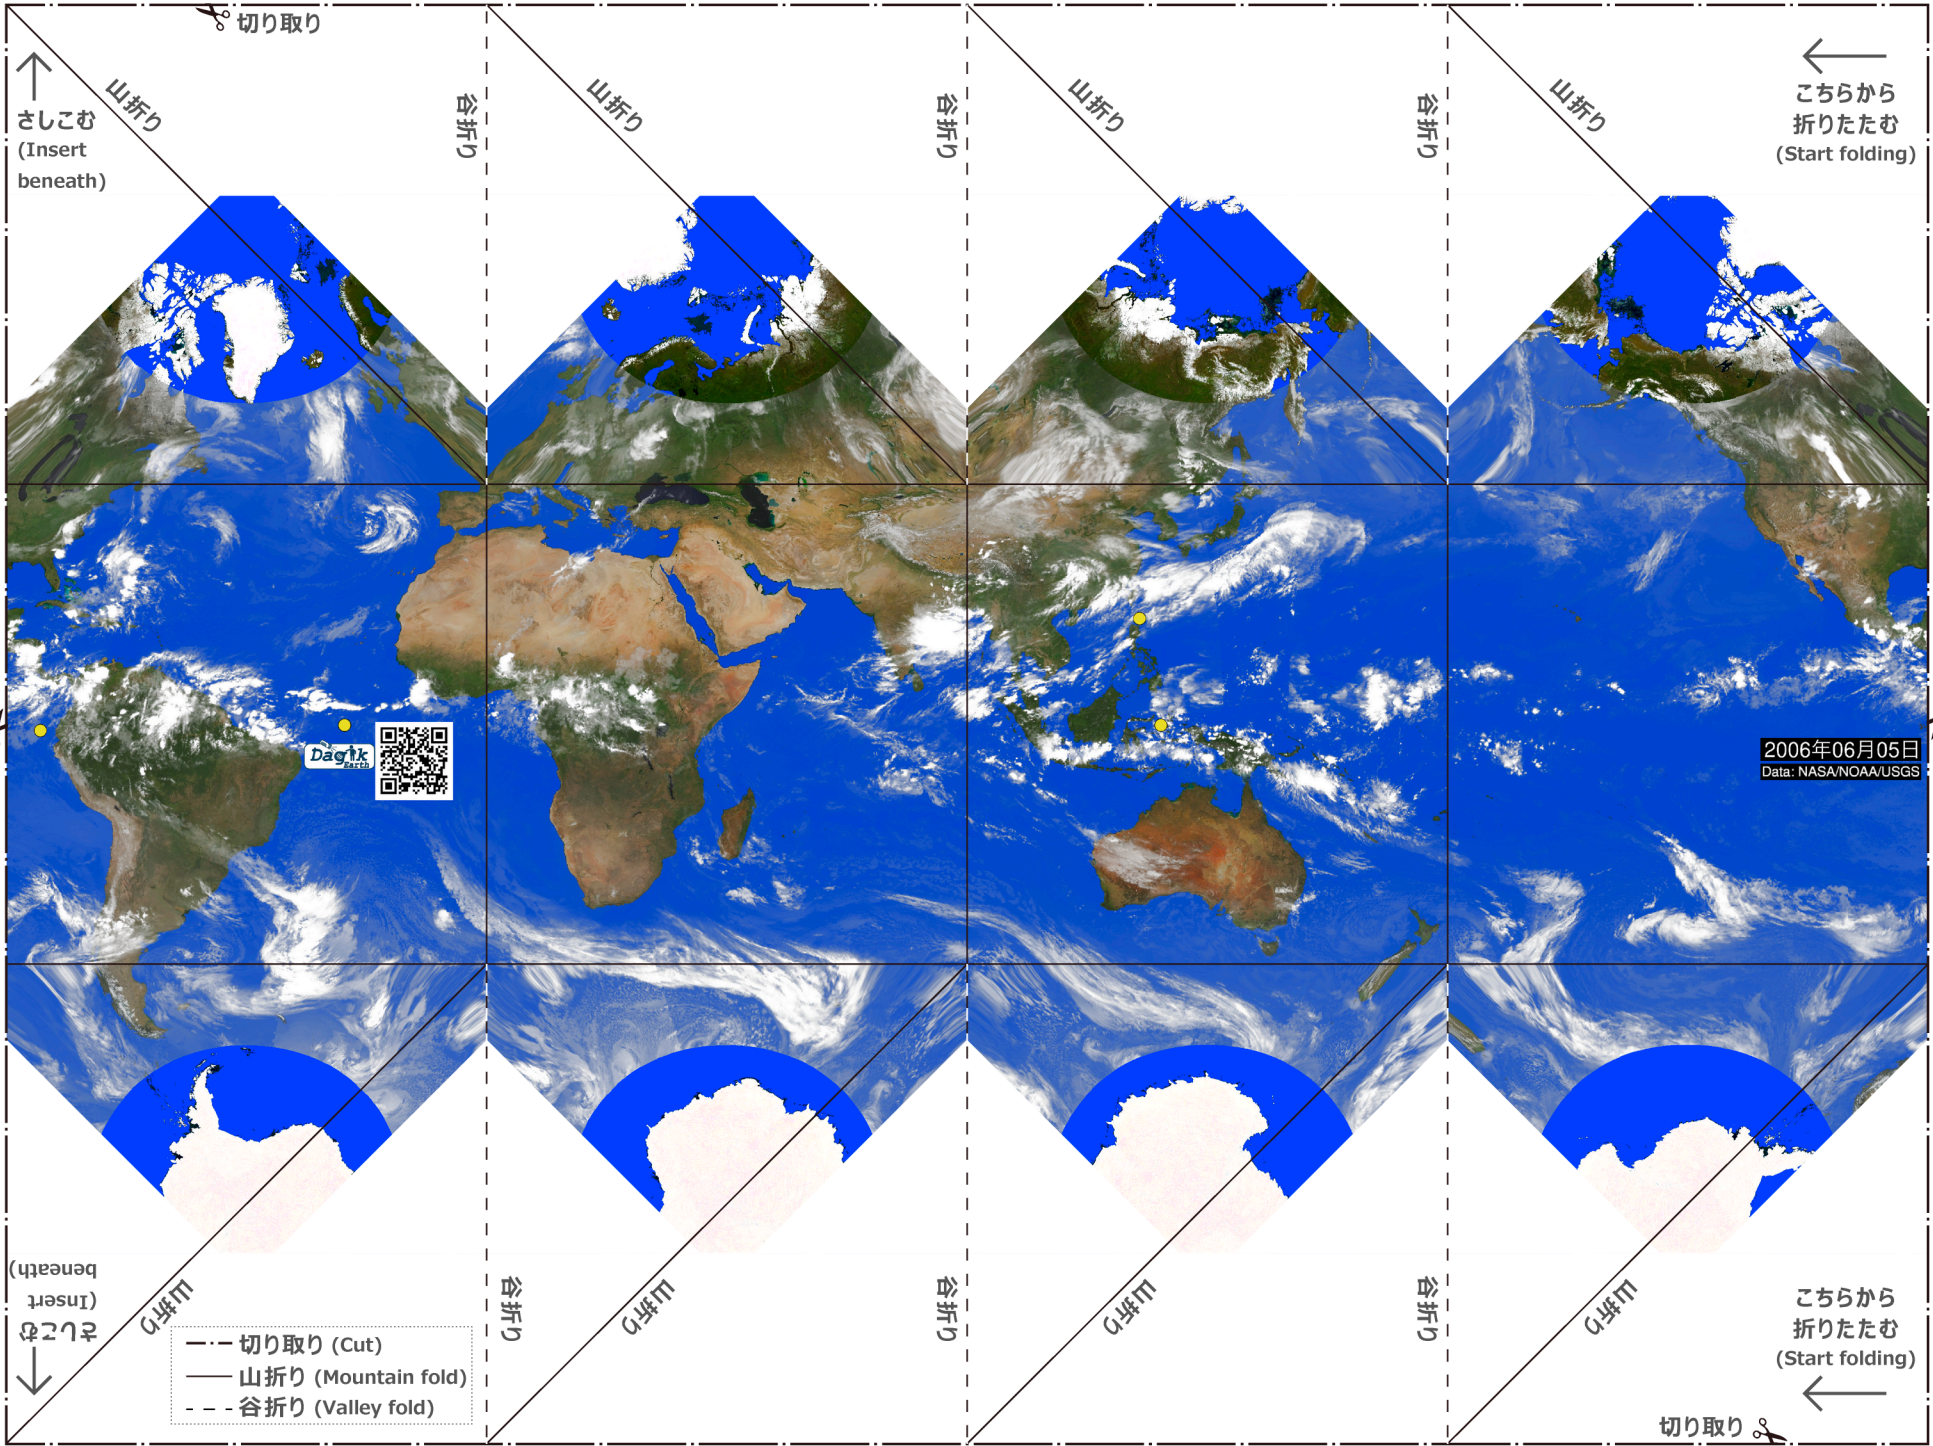 切り取り
山折り
谷折り
山折り
谷折り
山折り
谷折り
山折り
さしこむ
(Insert
beneath)
こちらから
折りたたむ
(Start folding)
Dagik
Earth
2006年06月05日
Data: NASA/NOAA/USGS
さしこむ
(Insert
beneath)
山折り
谷折り
山折り
谷折り
山折り
谷折り
山折り
こちらから
折りたたむ
(Start folding)
切り取り (Cut)
山折り (Mountain fold)
谷折り (Valley fold)
切り取り